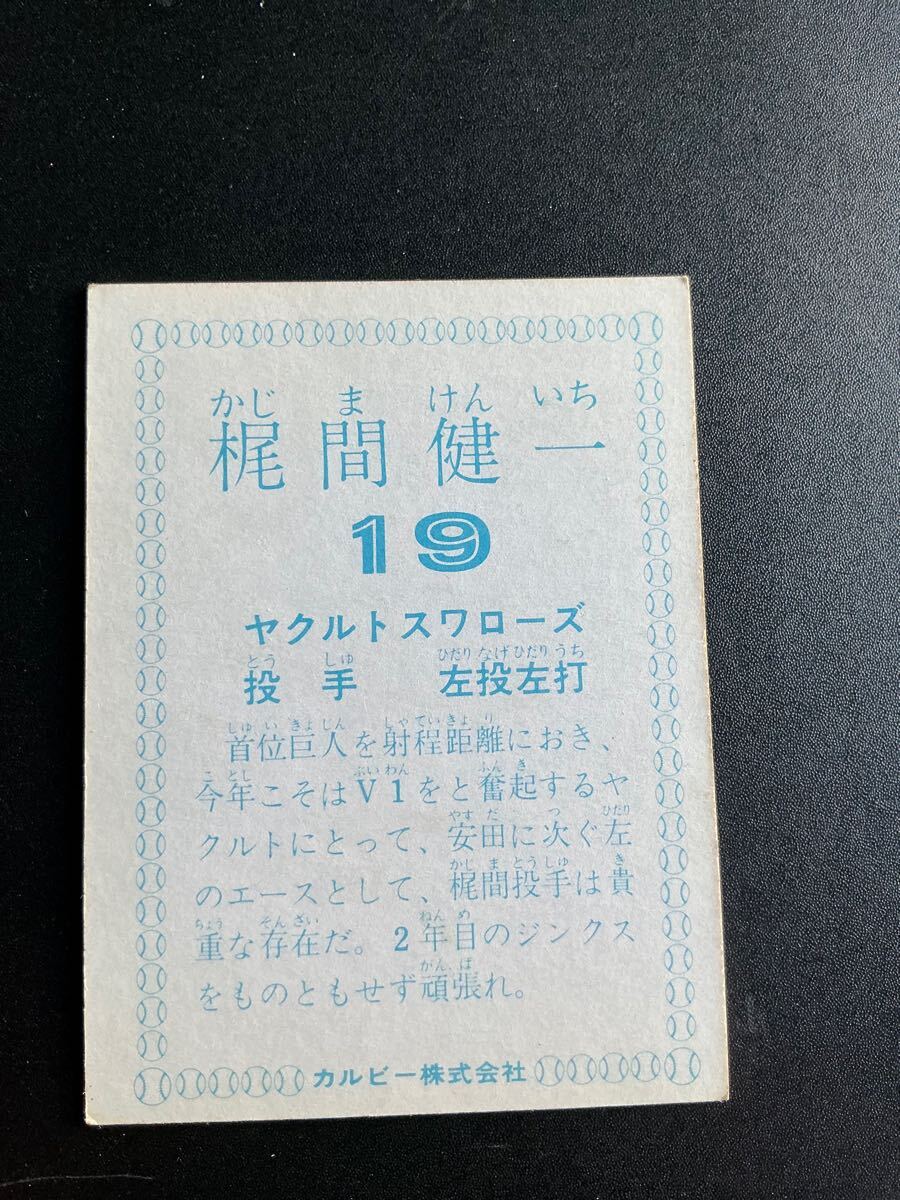 かじ ま けん いち
梶間健一
19
ヤクルトスワローズ
とう しゅ ひだり なげ ひだり うち
投手 左投左打
しゅ い きょ じん しゃ てい きょ り
首位巨人を射程距離におき、
こ とし ぶい わん ふん き
今年こそはV1をと奮起するヤ
やす だ つ ひだり
クルトにとって、安田に次ぐ左
かじ ま とう しゅ き
のエースとして、梶間投手は貴
ちょう そん ざい ねん め
重な存在だ。2年目のジンクス
がん ば
をものともせず頑張れ。
カルビー株式会社